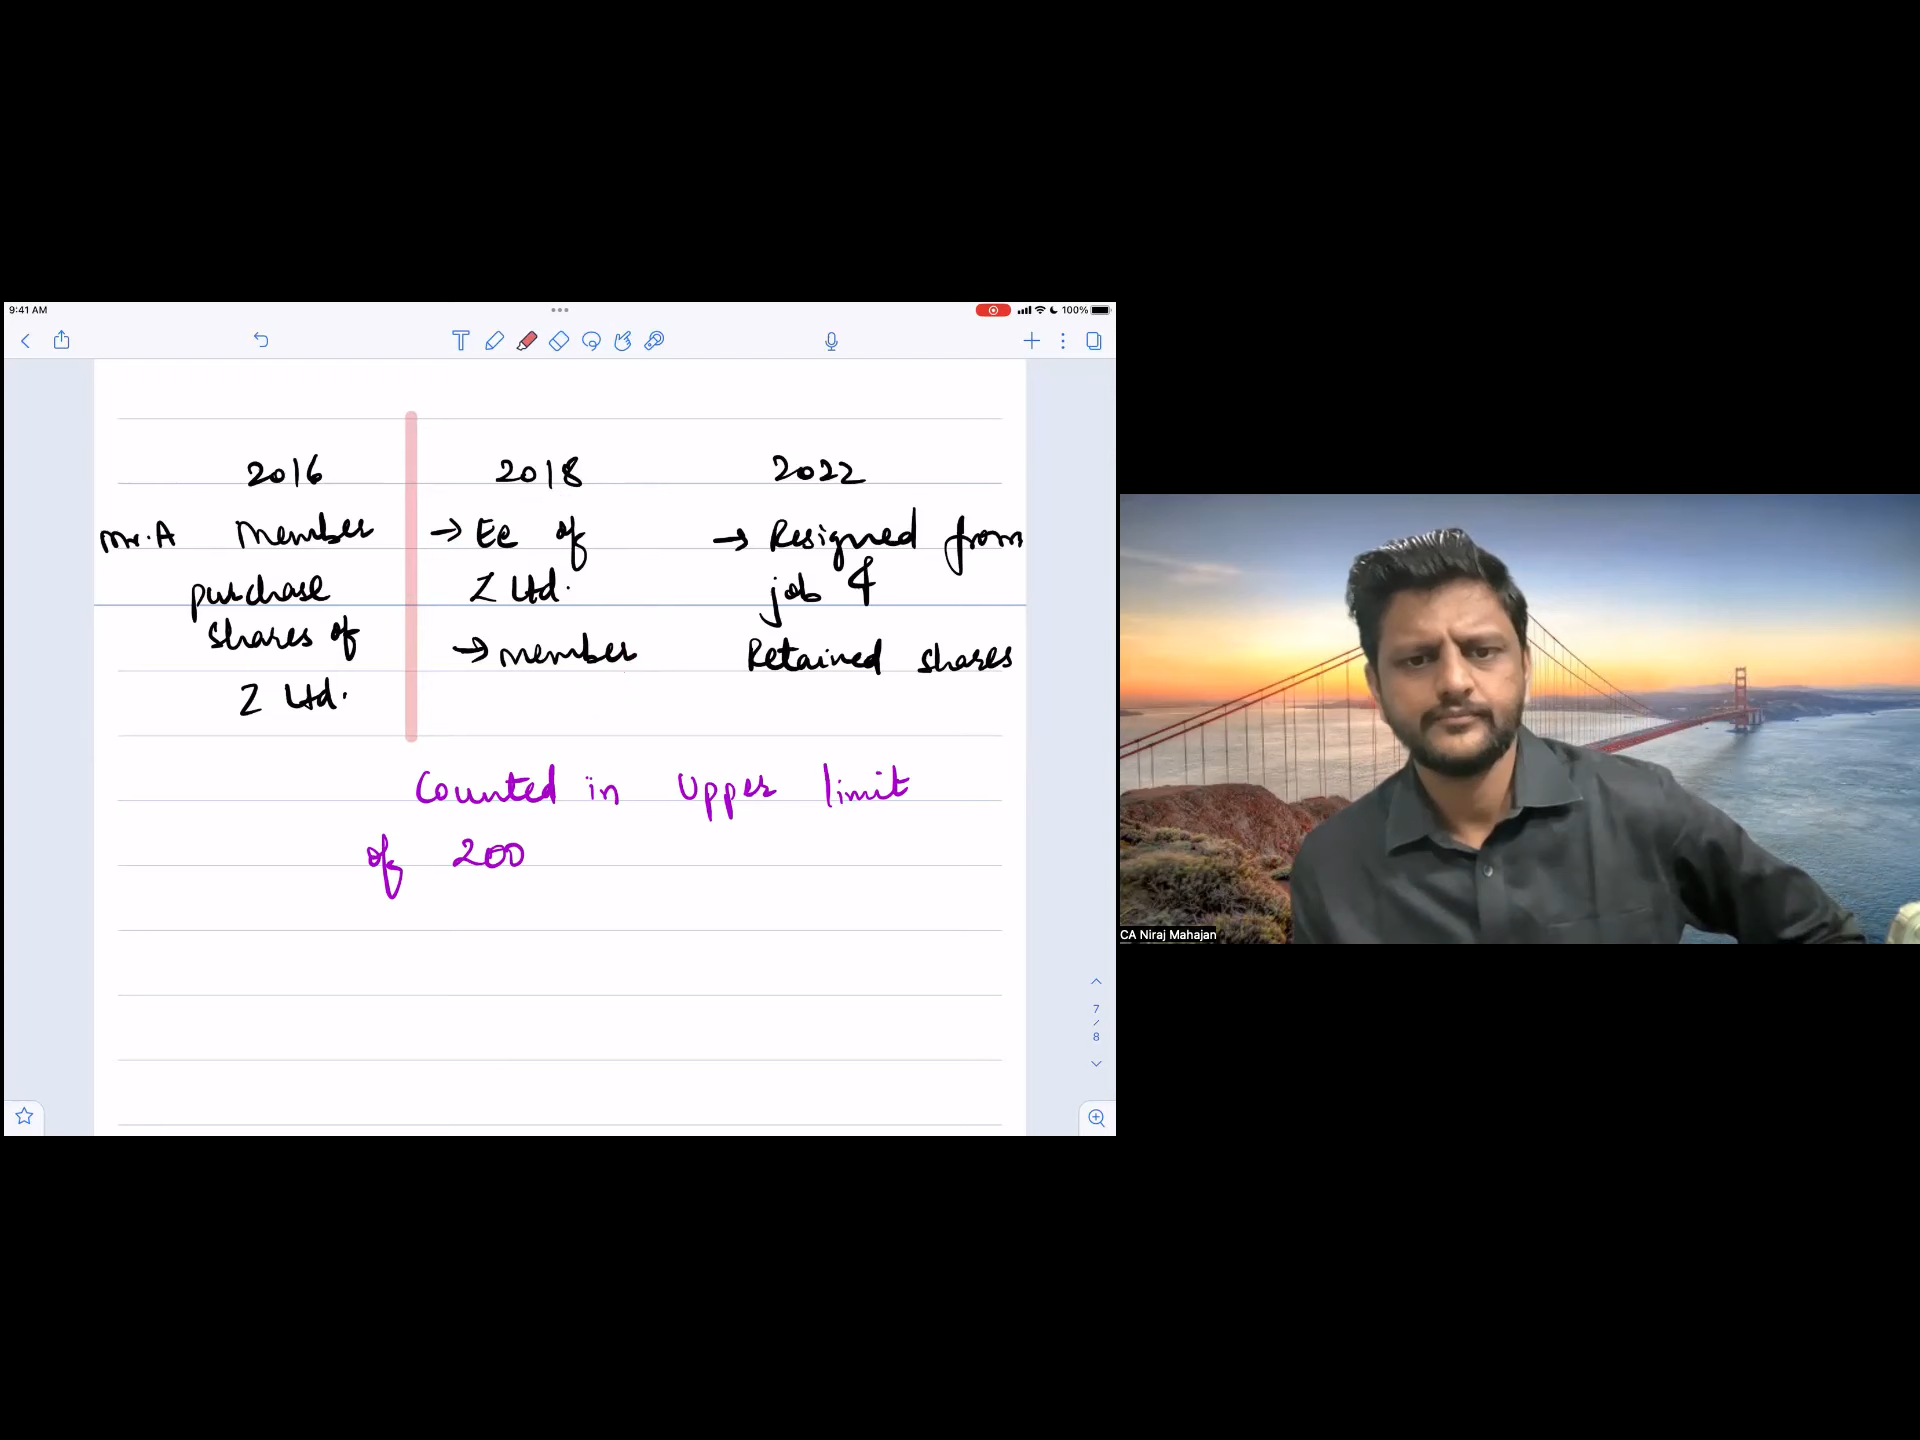 9:41 AM
100%
2016 2018 2022
Mr. A Member → Ee of → Resigned from
purchase Z Ltd. job &
shares of → member Retained shares
Z Ltd.
Counted in Upper limit
of 200
7
/
8
CA Niraj Mahajan